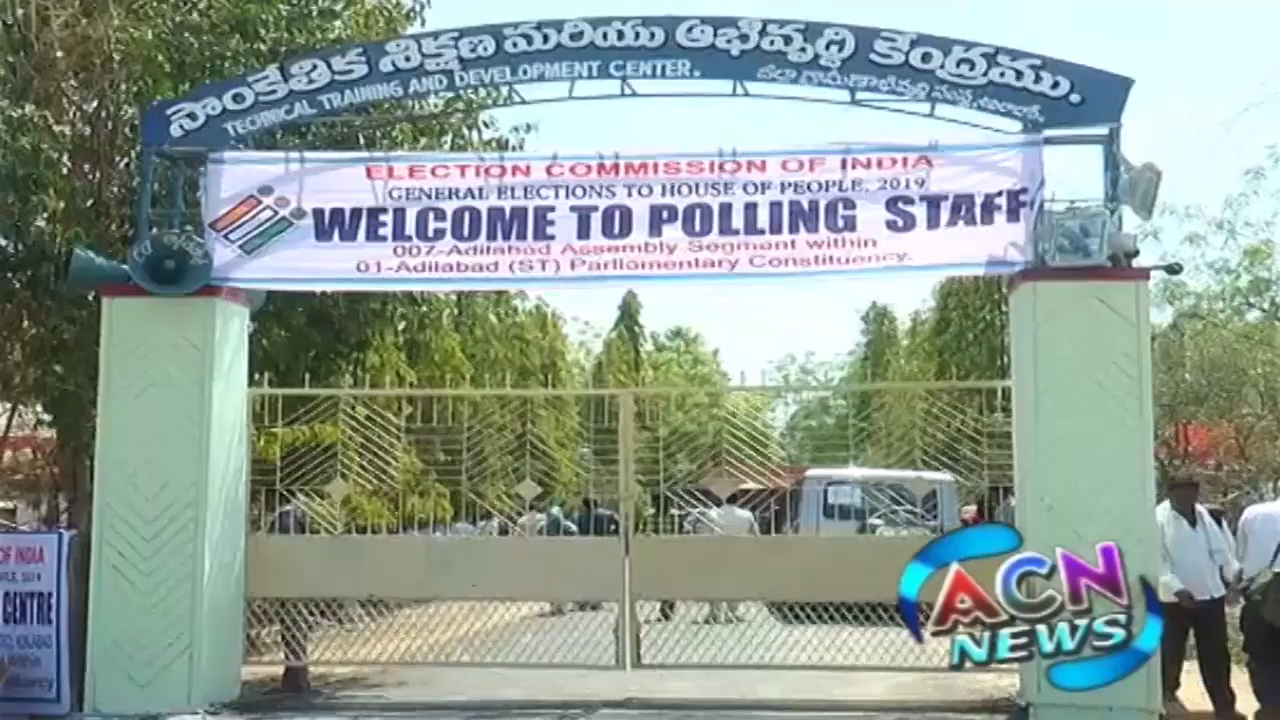 సాంకేతిక శిక్షణ మరియు అభివృద్ధి కేంద్రము.
TECHNICAL TRAINING AND DEVELOPMENT CENTER.
ELECTION COMMISSION OF INDIA
GENERAL ELECTIONS TO HOUSE OF PEOPLE, 2019
WELCOME TO POLLING STAFF
007-Adilabad Assembly Segment within
01-Adilabad (ST) Parliamentary Constituency.
OF INDIA
CENTRE
within
ACN
NEWS